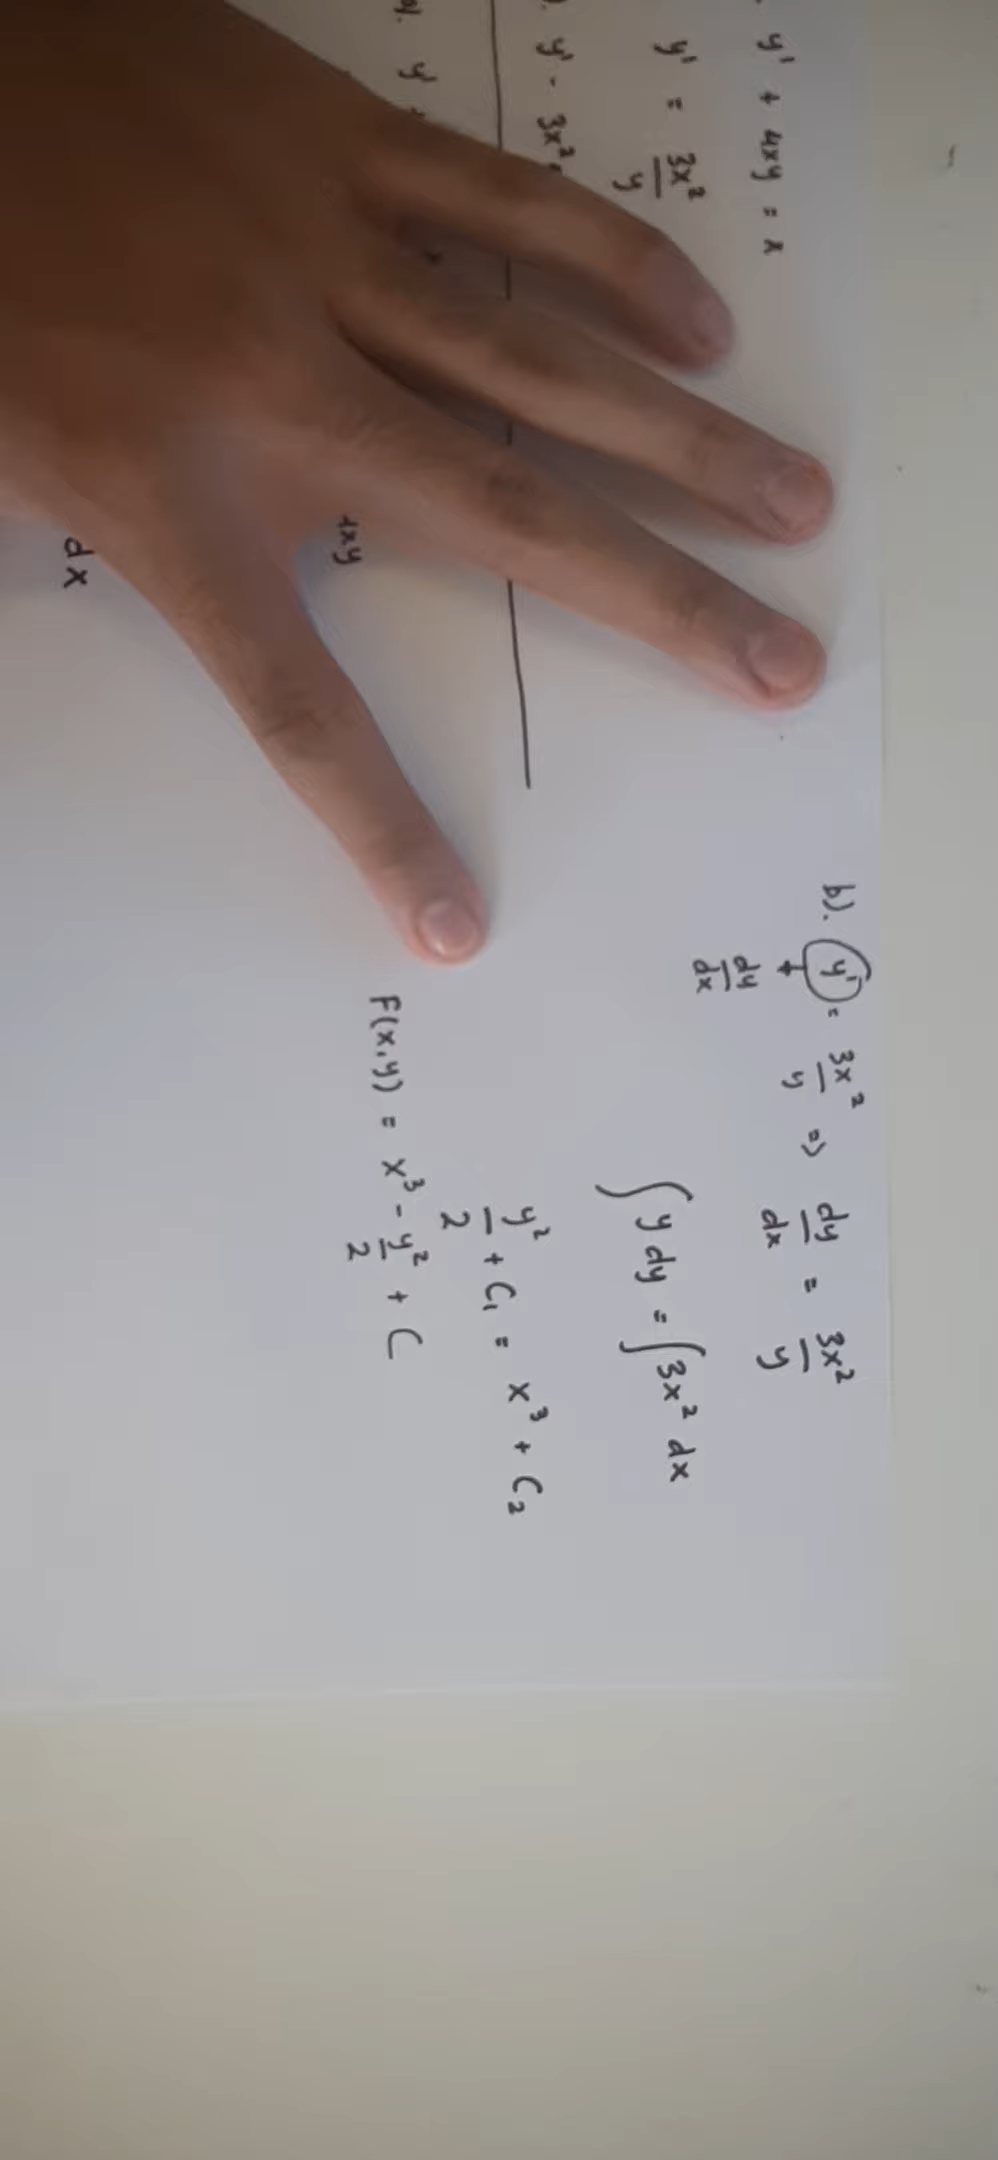 y' + 4xy = x
y' = 3x²/y
y' - 3x²
y'
4xy
dx
b). y' = 3x²/y => dy/dx = 3x²/y
dy/dx
∫ y dy = ∫ 3x² dx
y²/2 + C₁ = x³ + C₂
F(x,y) = x³ - y²/2 + C